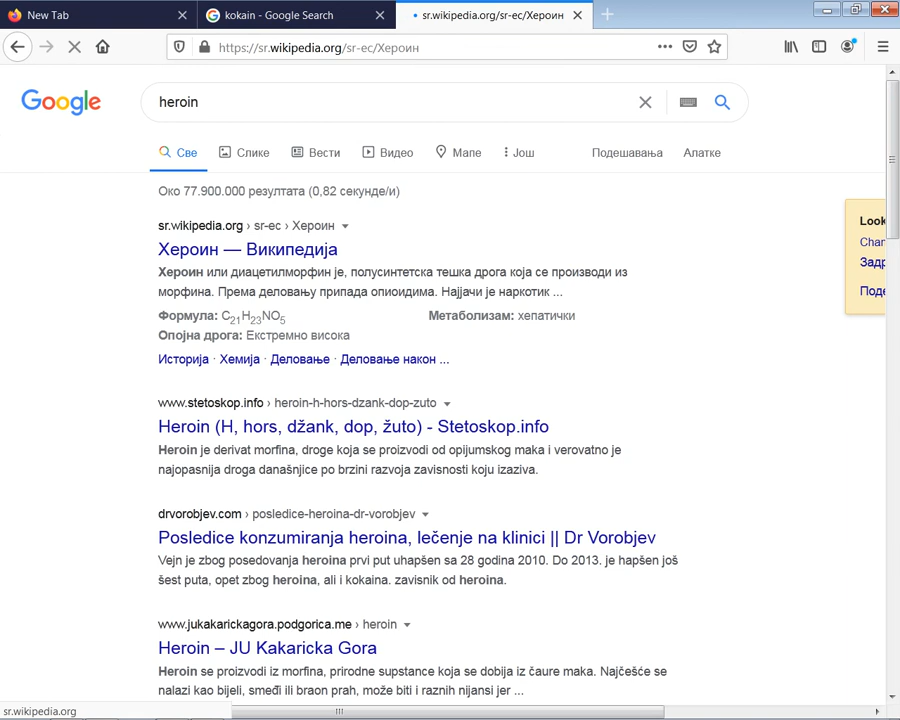 New Tab
kokain - Google Search
sr.wikipedia.org/sr-ec/Хероин
https://sr.wikipedia.org/sr-ec/Хероин
Google
heroin
Све Слике Вести Видео Мапе Још Подешавања Алатке
Око 77.900.000 резултата (0,82 секунде/и)
sr.wikipedia.org › sr-ec › Хероин
Хероин — Википедија
Хероин или диацетилморфин је, полусинтетска тешка дрога која се производи из
морфина. Према деловању припада опиоидима. Најјачи је наркотик ...
Формула: C21H23NO5 Метаболизам: хепатички
Опојна дрога: Екстремно висока
Историја · Хемија · Деловање · Деловање након ...
www.stetoskop.info › heroin-h-hors-dzank-dop-zuto
Heroin (H, hors, džank, dop, žuto) - Stetoskop.info
Heroin je derivat morfina, droge koja se proizvodi od opijumskog maka i verovatno je
najopasnija droga današnjice po brzini razvoja zavisnosti koju izaziva.
drvorobjev.com › posledice-heroina-dr-vorobjev
Posledice konzumiranja heroina, lečenje na klinici || Dr Vorobjev
Vejn je zbog posedovanja heroina prvi put uhapšen sa 28 godina 2010. Do 2013. je hapšen još
šest puta, opet zbog heroina, ali i kokaina. zavisnik od heroina.
www.jukakarickagora.podgorica.me › heroin
Heroin – JU Kakaricka Gora
Heroin se proizvodi iz morfina, prirodne supstance koja se dobija iz čaure maka. Najčešće se
nalazi kao bijeli, smeđi ili braon prah, može biti i raznih nijansi jer ...
Look
Chan
Задр
Поде
sr.wikipedia.org